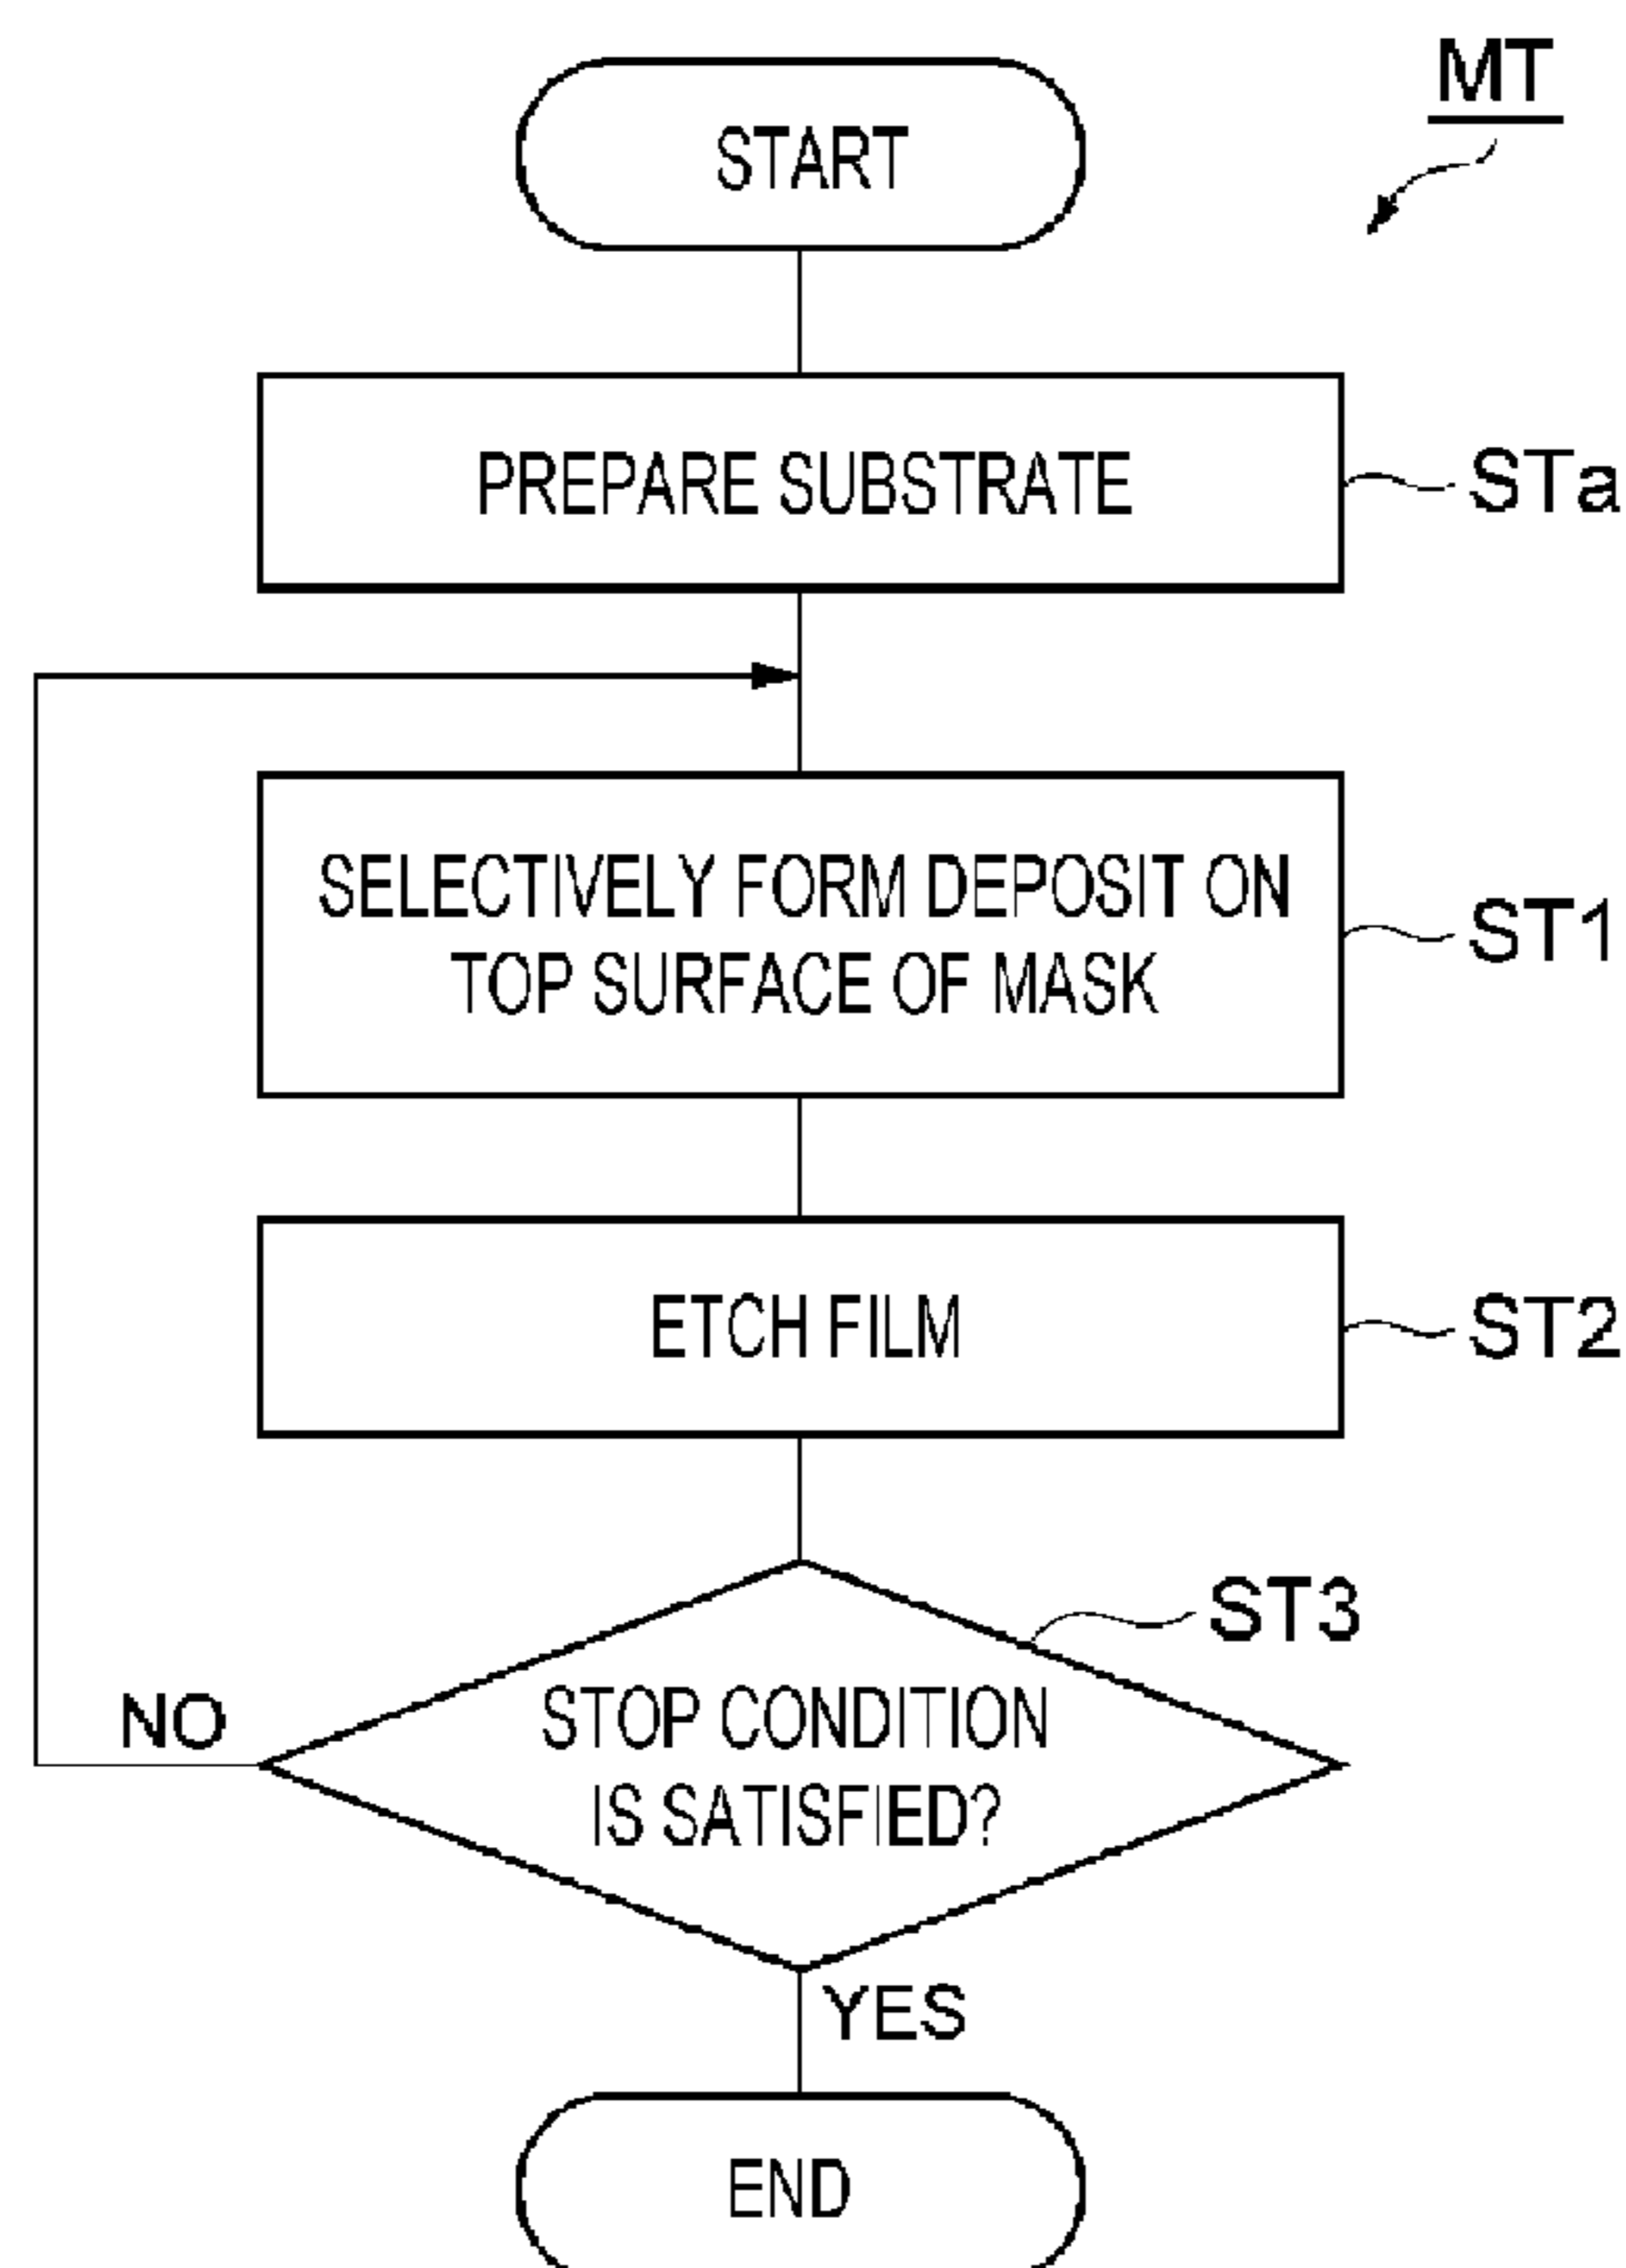 MT
START
PREPARE SUBSTRATE
STa
SELECTIVELY FORM DEPOSIT ON
TOP SURFACE OF MASK
ST1
ETCH FILM
ST2
ST3
NO
STOP CONDITION
IS SATISFIED?
YES
END